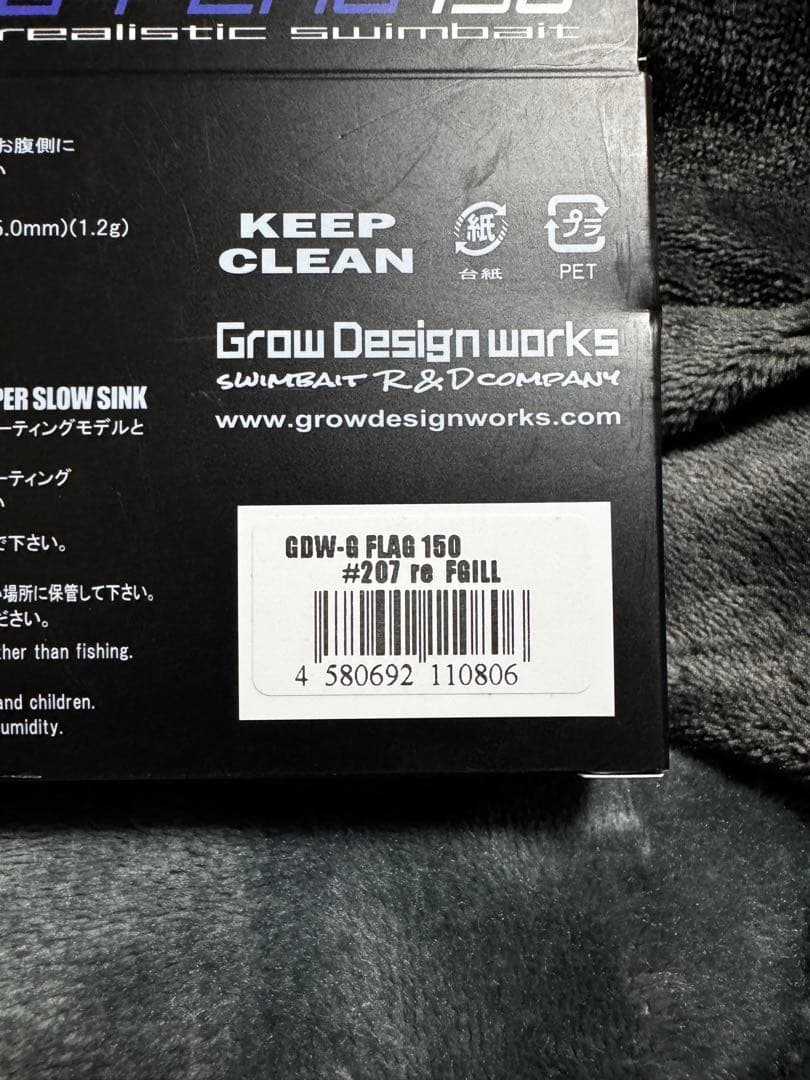 realistic swimbait
お腹側に
い
5.0mm)(1.2g)
KEEP
CLEAN
紙
台紙
プラ
PET
Grow Design works
SWIMBAIT R&D COMPANY
PER SLOW SINK
ーティングモデルと
www.growdesignworks.com
ーティング
い
で下さい。
い場所に保管して下さい。
ださい。
ther than fishing.
and children.
umidity.
GDW-G FLAG 150
#207 re FGILL
4 580692 110806